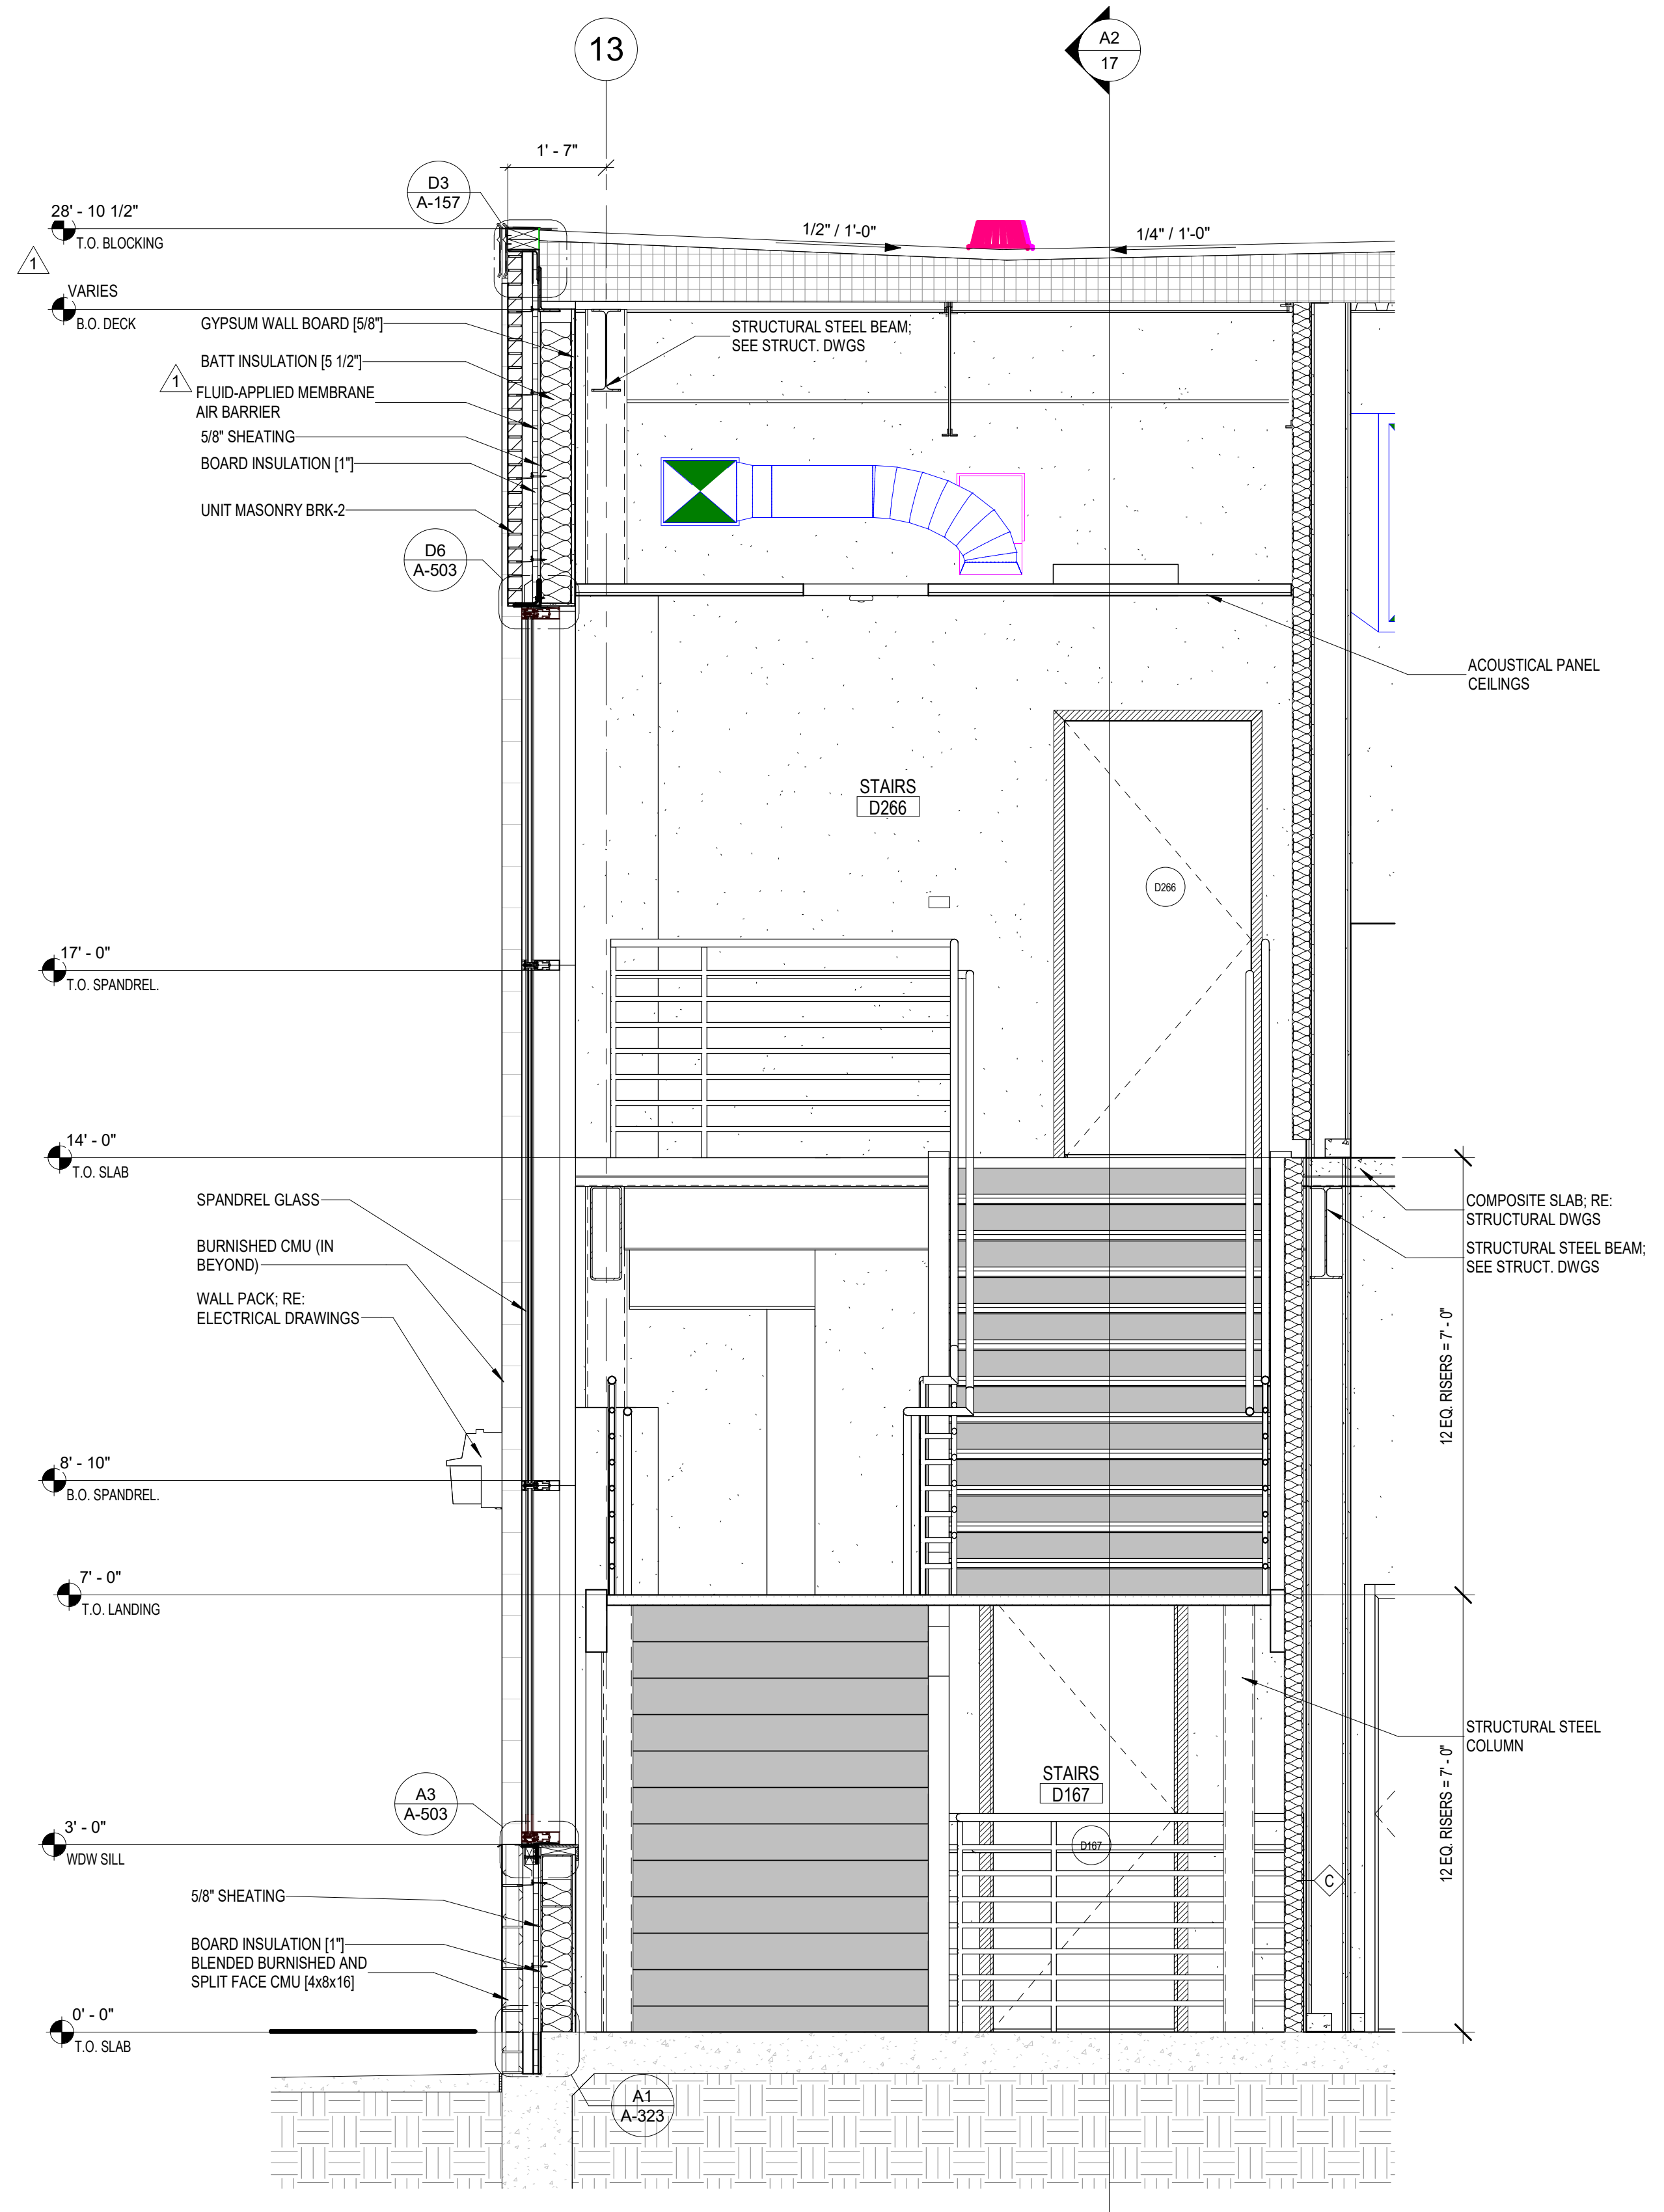 13
A2
17
1' - 7"
D3
A-157
28' - 10 1/2"
T.O. BLOCKING
1
1/2" / 1'-0"
1/4" / 1'-0"
VARIES
B.O. DECK
GYPSUM WALL BOARD [5/8"]
STRUCTURAL STEEL BEAM;
SEE STRUCT. DWGS
BATT INSULATION [5 1/2"]
1
FLUID-APPLIED MEMBRANE
AIR BARRIER
5/8" SHEATING
BOARD INSULATION [1"]
UNIT MASONRY BRK-2
D6
A-503
ACOUSTICAL PANEL
CEILINGS
STAIRS
D266
D266
17' - 0"
T.O. SPANDREL.
14' - 0"
T.O. SLAB
SPANDREL GLASS
BURNISHED CMU (IN
BEYOND)
WALL PACK; RE:
ELECTRICAL DRAWINGS
COMPOSITE SLAB; RE:
STRUCTURAL DWGS
STRUCTURAL STEEL BEAM;
SEE STRUCT. DWGS
12 EQ. RISERS = 7' - 0"
8' - 10"
B.O. SPANDREL.
7' - 0"
T.O. LANDING
STRUCTURAL STEEL
COLUMN
12 EQ. RISERS = 7' - 0"
STAIRS
D167
D167
A3
A-503
3' - 0"
WDW SILL
C
5/8" SHEATING
BOARD INSULATION [1"]
BLENDED BURNISHED AND
SPLIT FACE CMU [4x8x16]
0' - 0"
T.O. SLAB
A1
A-323